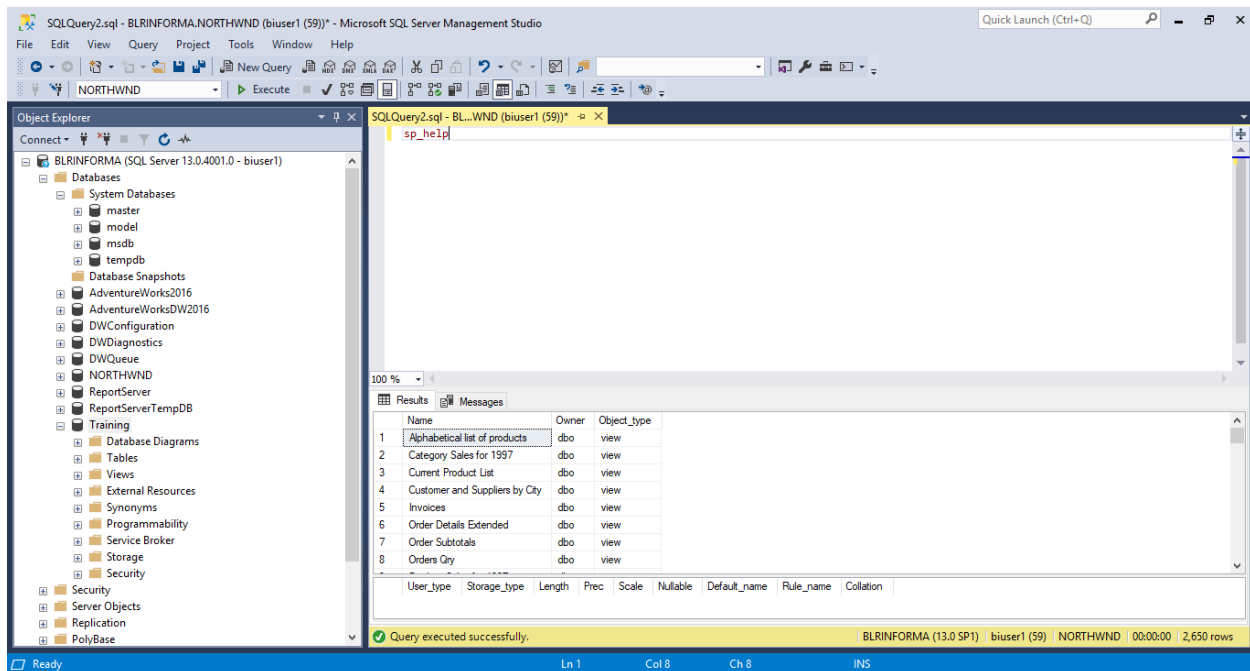 SQLQuery2.sql - BLRINFORMA.NORTHWND (biuser1 (59))* - Microsoft SQL Server Management Studio
Quick Launch (Ctrl+Q)
File Edit View Query Project Tools Window Help
New Query
NORTHWND
Execute
Object Explorer
Connect
BLRINFORMA (SQL Server 13.0.4001.0 - biuser1)
Databases
System Databases
master
model
msdb
tempdb
Database Snapshots
AdventureWorks2016
AdventureWorksDW2016
DWConfiguration
DWDiagnostics
DWQueue
NORTHWND
ReportServer
ReportServerTempDB
Training
Database Diagrams
Tables
Views
External Resources
Synonyms
Programmability
Service Broker
Storage
Security
Security
Server Objects
Replication
PolyBase
SQLQuery2.sql - BL...WND (biuser1 (59))*
sp_help
100 %
Results Messages
Name Owner Object_type
1 Alphabetical list of products dbo view
2 Category Sales for 1997 dbo view
3 Current Product List dbo view
4 Customer and Suppliers by City dbo view
5 Invoices dbo view
6 Order Details Extended dbo view
7 Order Subtotals dbo view
8 Orders Qry dbo view
User_type Storage_type Length Prec Scale Nullable Default_name Rule_name Collation
Query executed successfully.
BLRINFORMA (13.0 SP1) biuser1 (59) NORTHWND 00:00:00 2,650 rows
Ready Ln 1 Col 8 Ch 8 INS